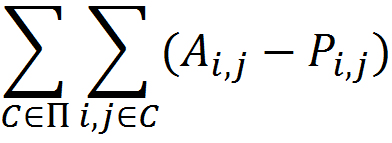 ∑_{C∈Π} ∑_{i,j∈C} (A_{i,j} − P_{i,j})